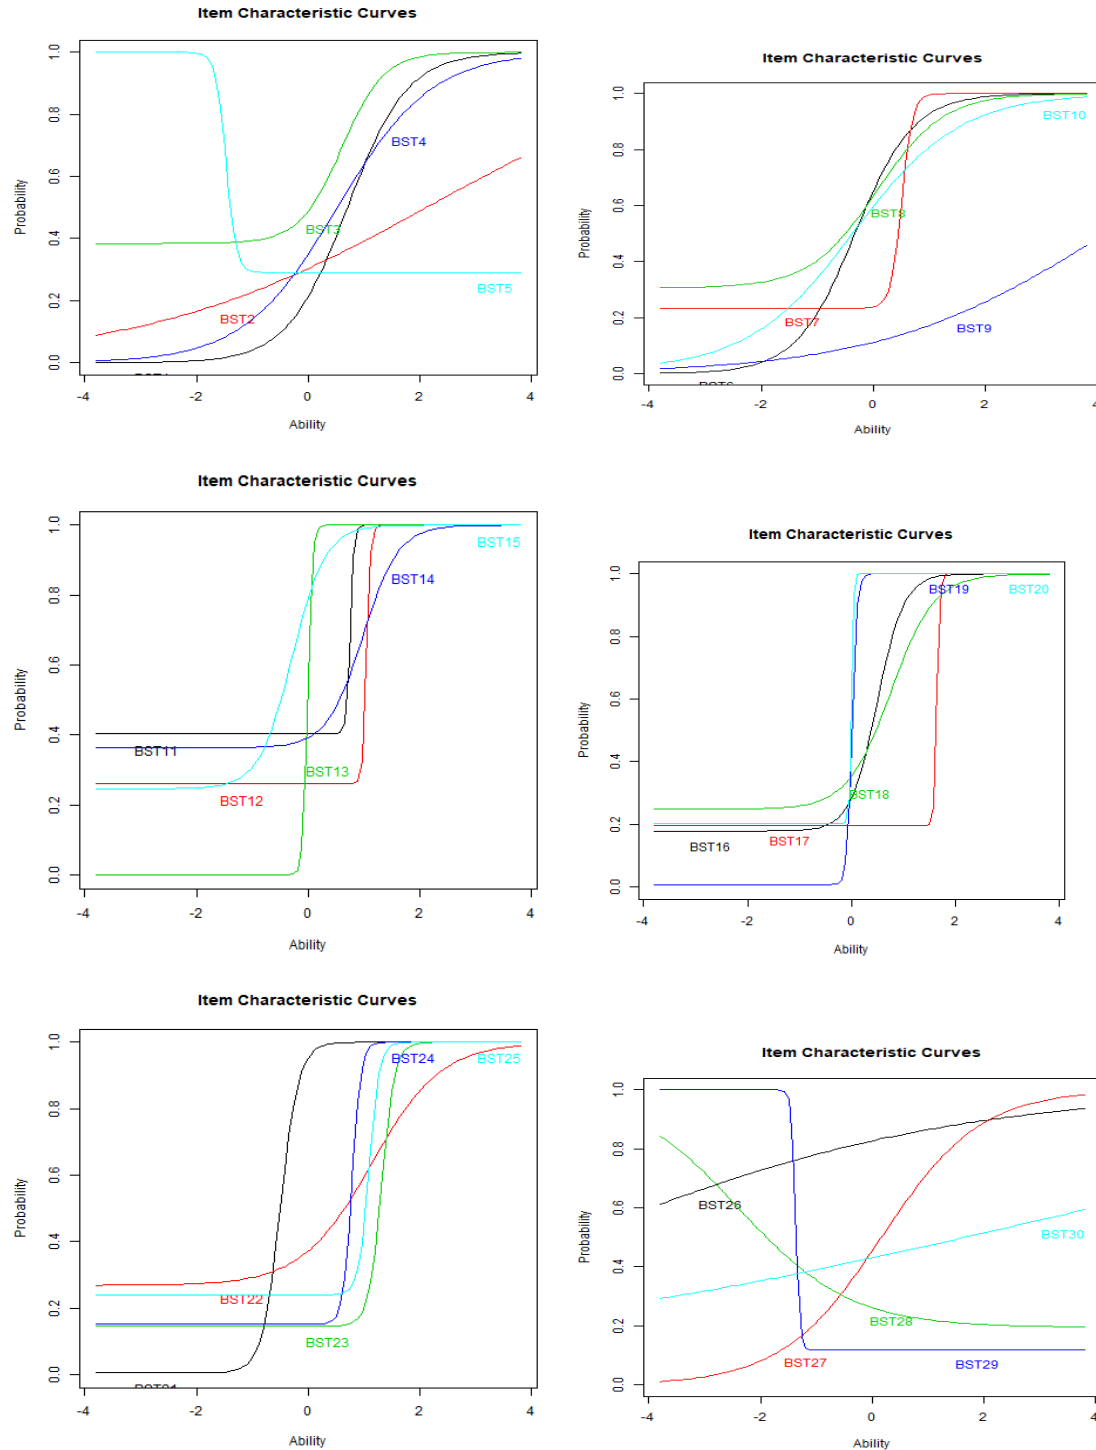 Item Characteristic Curves
Probability
0.0 0.2 0.4 0.6 0.8 1.0
BST4
BST3
BST5
BST2
-4 -2 0 2 4
Ability
Item Characteristic Curves
Probability
0.0 0.2 0.4 0.6 0.8 1.0
BST10
BST8
BST7
BST9
-4 -2 0 2 4
Ability
Item Characteristic Curves
Probability
0.0 0.2 0.4 0.6 0.8 1.0
BST15
BST14
BST11
BST13
BST12
-4 -2 0 2 4
Ability
Item Characteristic Curves
Probability
0.0 0.2 0.4 0.6 0.8 1.0
BST19
BST20
BST18
BST17
BST16
-4 -2 0 2 4
Ability
Item Characteristic Curves
Probability
0.0 0.2 0.4 0.6 0.8 1.0
BST24
BST25
BST22
BST23
-4 -2 0 2 4
Ability
Item Characteristic Curves
Probability
0.0 0.2 0.4 0.6 0.8 1.0
BST26
BST30
BST28
BST27
BST29
-4 -2 0 2 4
Ability